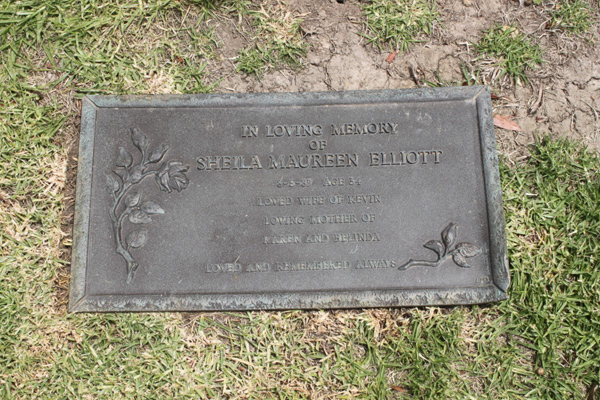 IN LOVING MEMORY
OF
SHEILA MAUREEN ELLIOTT
AGE 34
LOVED WIFE OF KEVIN
LOVING MOTHER OF
KAREN AND BELINDA
LOVED AND REMEMBERED ALWAYS